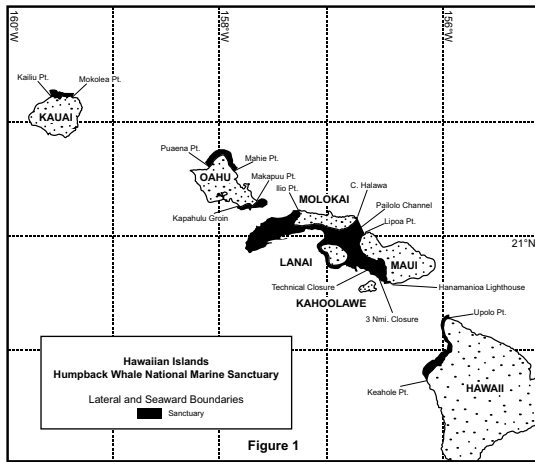 160°W
158°W
156°W
Kailiu Pt.
Mokolea Pt.
KAUAI
Puaena Pt.
Mahie Pt.
OAHU
Makapuu Pt.
Ilio Pt.
Kapahulu Groin
MOLOKAI
C. Halawa
Pailolo Channel
Lipoa Pt.
21°N
LANAI
MAUI
Technical Closure
Hanamanioa Lighthouse
KAHOOLAWE
3 Nmi. Closure
Upolo Pt.
Keahole Pt.
HAWAII
Hawaiian Islands
Humpback Whale National Marine Sanctuary
Lateral and Seaward Boundaries
Sanctuary
Figure 1